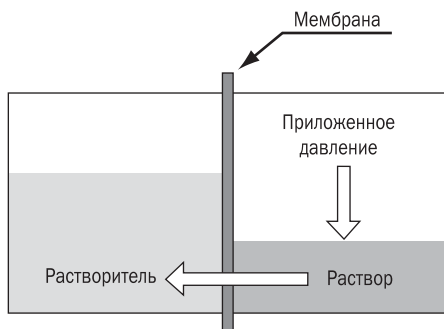 Мембрана
Приложенное
давление
Растворитель
Раствор